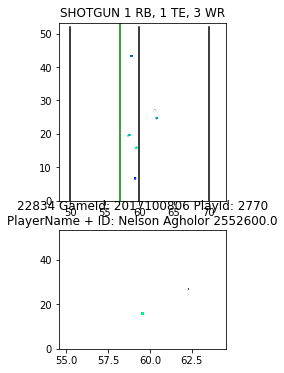 SHOTGUN 1 RB, 1 TE, 3 WR
50
40
30
20
10
0
50 55 60 65 70
22834 GameId: 2017100806 PlayId: 2770
PlayerName + ID: Nelson Agholor 2552600.0
40
20
0
55.0 57.5 60.0 62.5